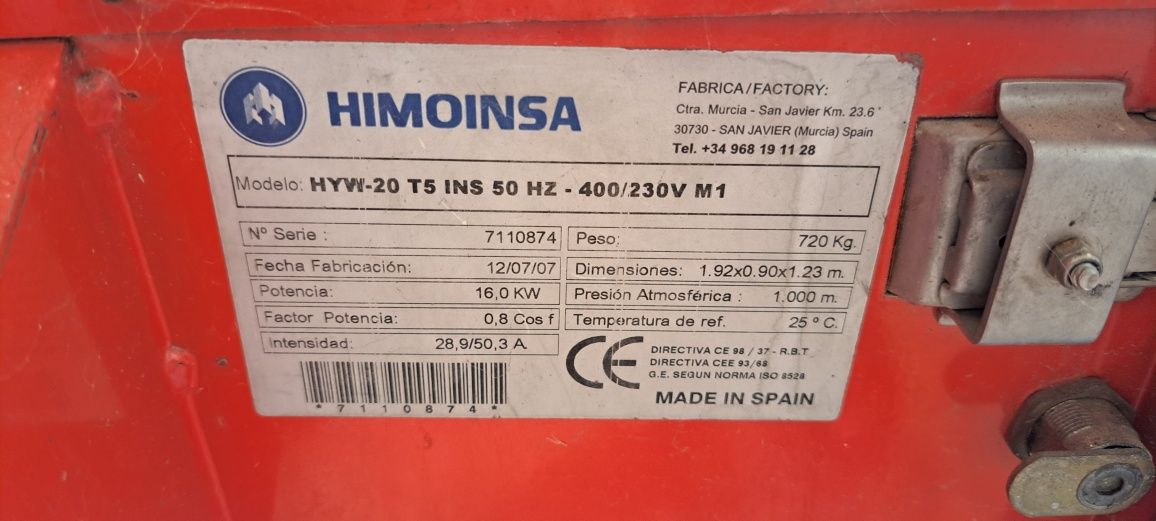 HIMOINSA
FABRICA/FACTORY:
Ctra. Murcia - San Javier Km. 23.6
30730 - SAN JAVIER (Murcia) Spain
Tel. +34 968 19 11 28
Modelo: HYW-20 T5 INS 50 HZ - 400/230V M1
Nº Serie : 7110874
Peso: 720 Kg.
Fecha Fabricación: 12/07/07
Dimensiones: 1.92x0.90x1.23 m.
Potencia: 16,0 KW
Presión Atmosférica : 1.000 m.
Factor Potencia: 0,8 Cos f
Temperatura de ref. 25 º C.
Intensidad: 28,9/50,3 A.
CE
DIRECTIVA CE 98 / 37 - R.B.T
DIRECTIVA CEE 93/68
G.E. SEGUN NORMA ISO 8528
*7110874*
MADE IN SPAIN